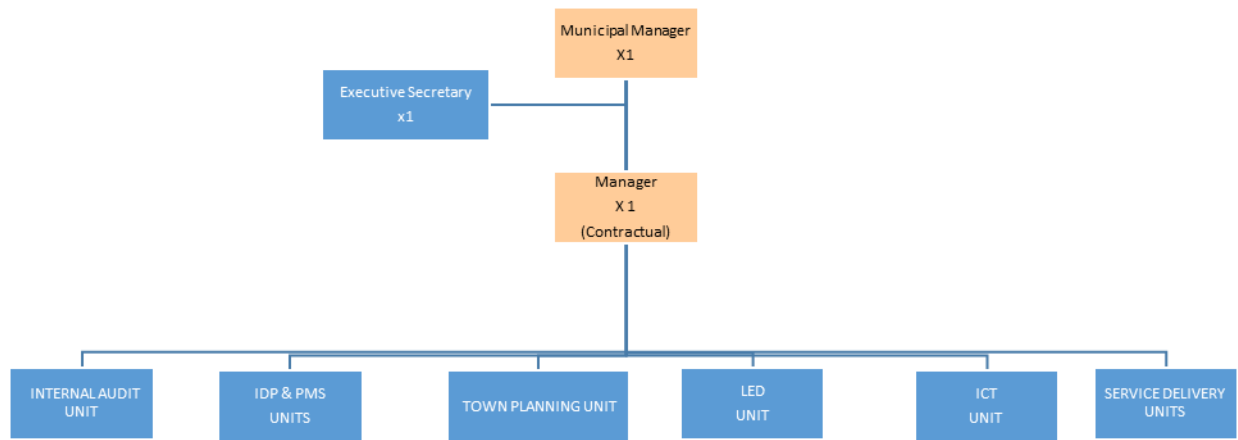 Municipal Manager
X1
Executive Secretary
x1
Manager
X 1
(Contractual)
INTERNAL AUDIT
UNIT
IDP & PMS
UNITS
TOWN PLANNING UNIT
LED
UNIT
ICT
UNIT
SERVICE DELIVERY
UNITS